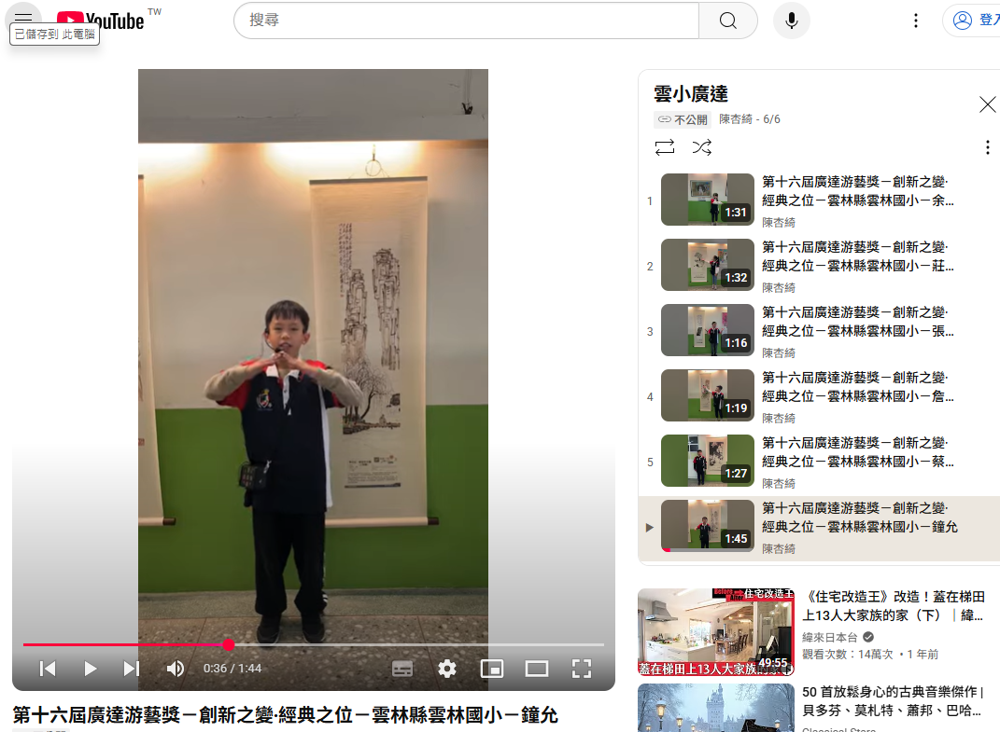 YouTube TW
搜尋
登入
已儲存到 此電腦
雲小廣達
不公開 陳杏綺 - 6/6
1
1:31
第十六屆廣達游藝獎－創新之變·
經典之位－雲林縣雲林國小－余...
陳杏綺
2
1:32
第十六屆廣達游藝獎－創新之變·
經典之位－雲林縣雲林國小－莊...
陳杏綺
3
1:16
第十六屆廣達游藝獎－創新之變·
經典之位－雲林縣雲林國小－張...
陳杏綺
4
1:19
第十六屆廣達游藝獎－創新之變·
經典之位－雲林縣雲林國小－詹...
陳杏綺
5
1:27
第十六屆廣達游藝獎－創新之變·
經典之位－雲林縣雲林國小－蔡...
陳杏綺
1:45
第十六屆廣達游藝獎－創新之變·
經典之位－雲林縣雲林國小－鐘允
陳杏綺
0:36 / 1:44
第十六屆廣達游藝獎－創新之變·經典之位－雲林縣雲林國小－鐘允
Before
After
住宅改造王
蓋在梯田上13人大家族的家
49:55
《住宅改造王》改造！蓋在梯田
上13人大家族的家（下）｜緯...
緯來日本台
觀看次數：14萬次 · 1 年前
50 首放鬆身心的古典音樂傑作 |
貝多芬、莫札特、蕭邦、巴哈...
Classical Store